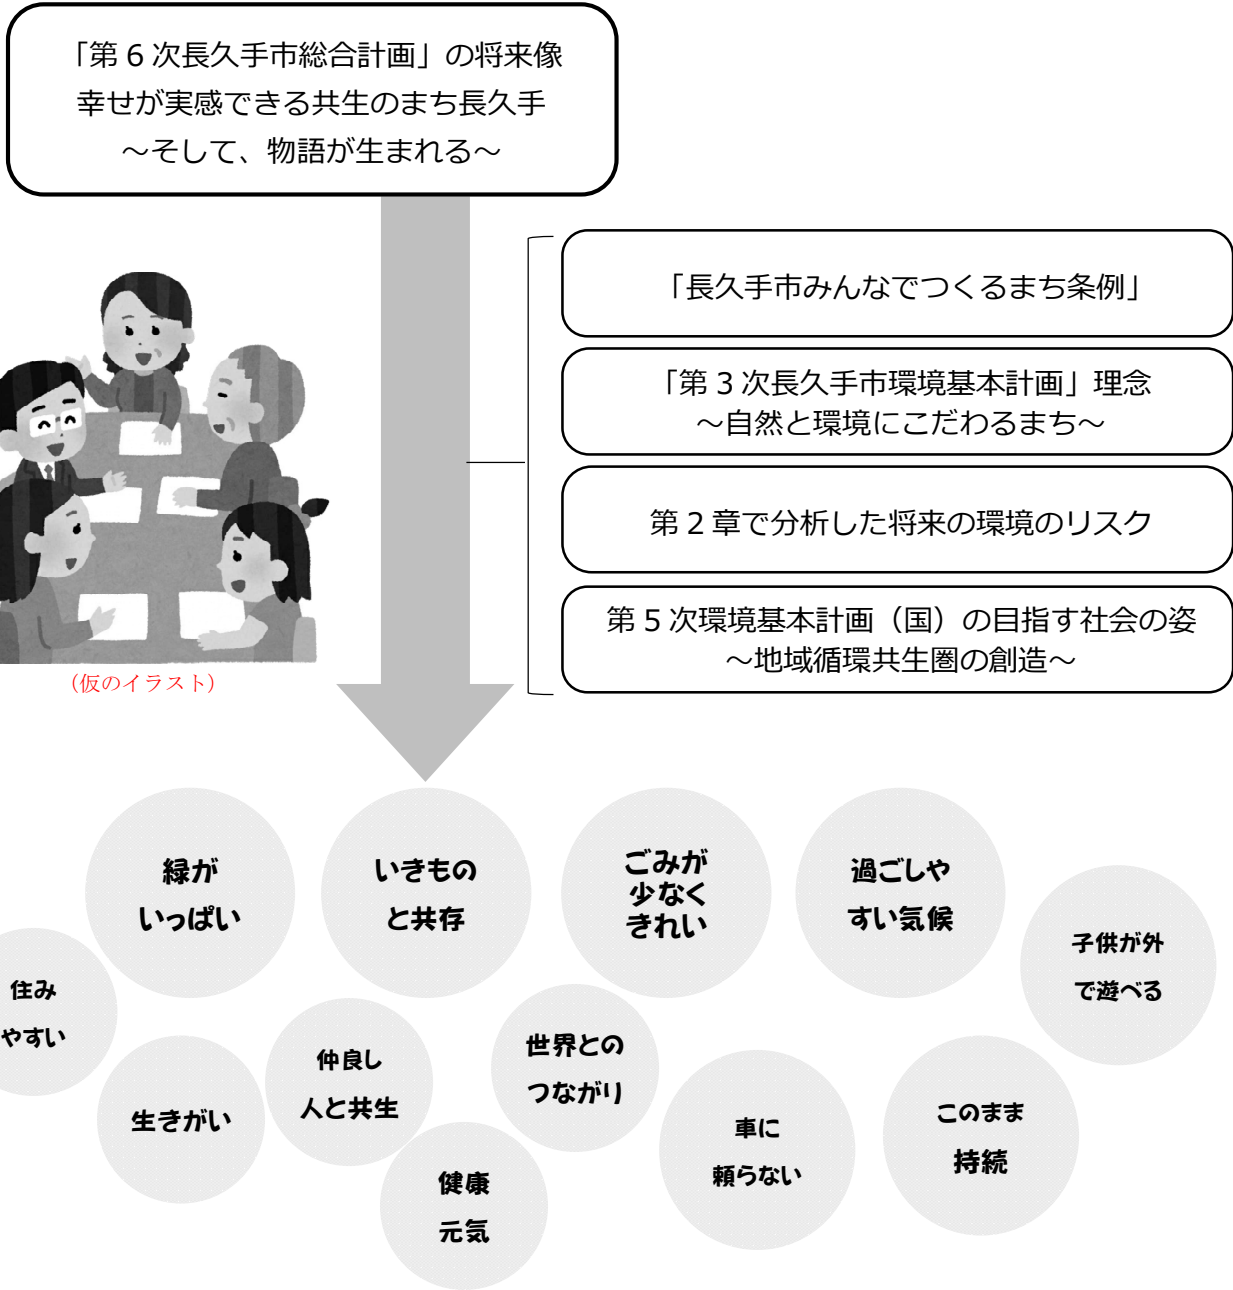 「第６次長久手市総合計画」の将来像
幸せが実感できる共生のまち長久手
～そして、物語が生まれる～
「長久手市みんなでつくるまち条例」
「第３次長久手市環境基本計画」理念
～自然と環境にこだわるまち～
第２章で分析した将来の環境のリスク
第５次環境基本計画（国）の目指す社会の姿
～地域循環共生圏の創造～
（仮のイラスト）
緑が
いっぱい
いきもの
と共存
ごみが
少なく
きれい
過ごしや
すい気候
子供が外
で遊べる
住み
やすい
生きがい
仲良し
人と共生
世界との
つながり
健康
元気
車に
頼らない
このまま
持続